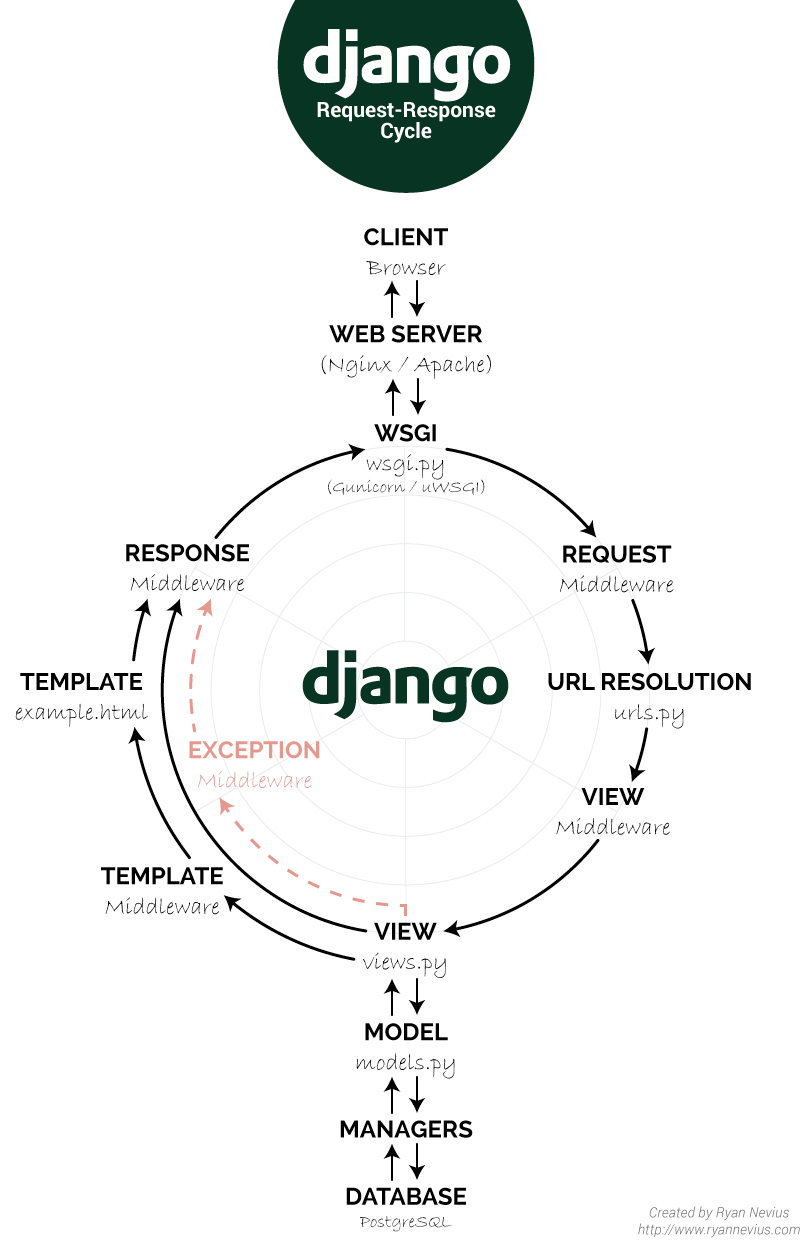 django
Request-Response
Cycle
CLIENT
Browser
WEB SERVER
(Nginx / Apache)
WSGI
wsgi.py
(Gunicorn / uWSGI)
RESPONSE
Middleware
REQUEST
Middleware
TEMPLATE
example.html
django
URL RESOLUTION
urls.py
EXCEPTION
Middleware
VIEW
Middleware
TEMPLATE
Middleware
VIEW
views.py
MODEL
models.py
MANAGERS
DATABASE
PostgreSQL
Created by Ryan Nevius
http://www.ryannevius.com